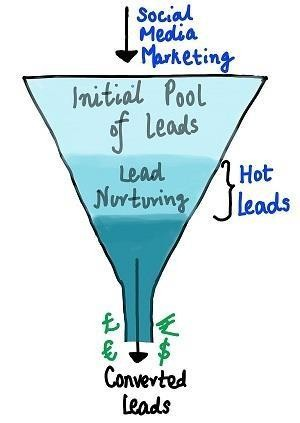 Social
Media
Marketing
Initial Pool
of Leads
Lead
Nurturing
Hot
Leads
£ ₹
€ $
Converted
Leads